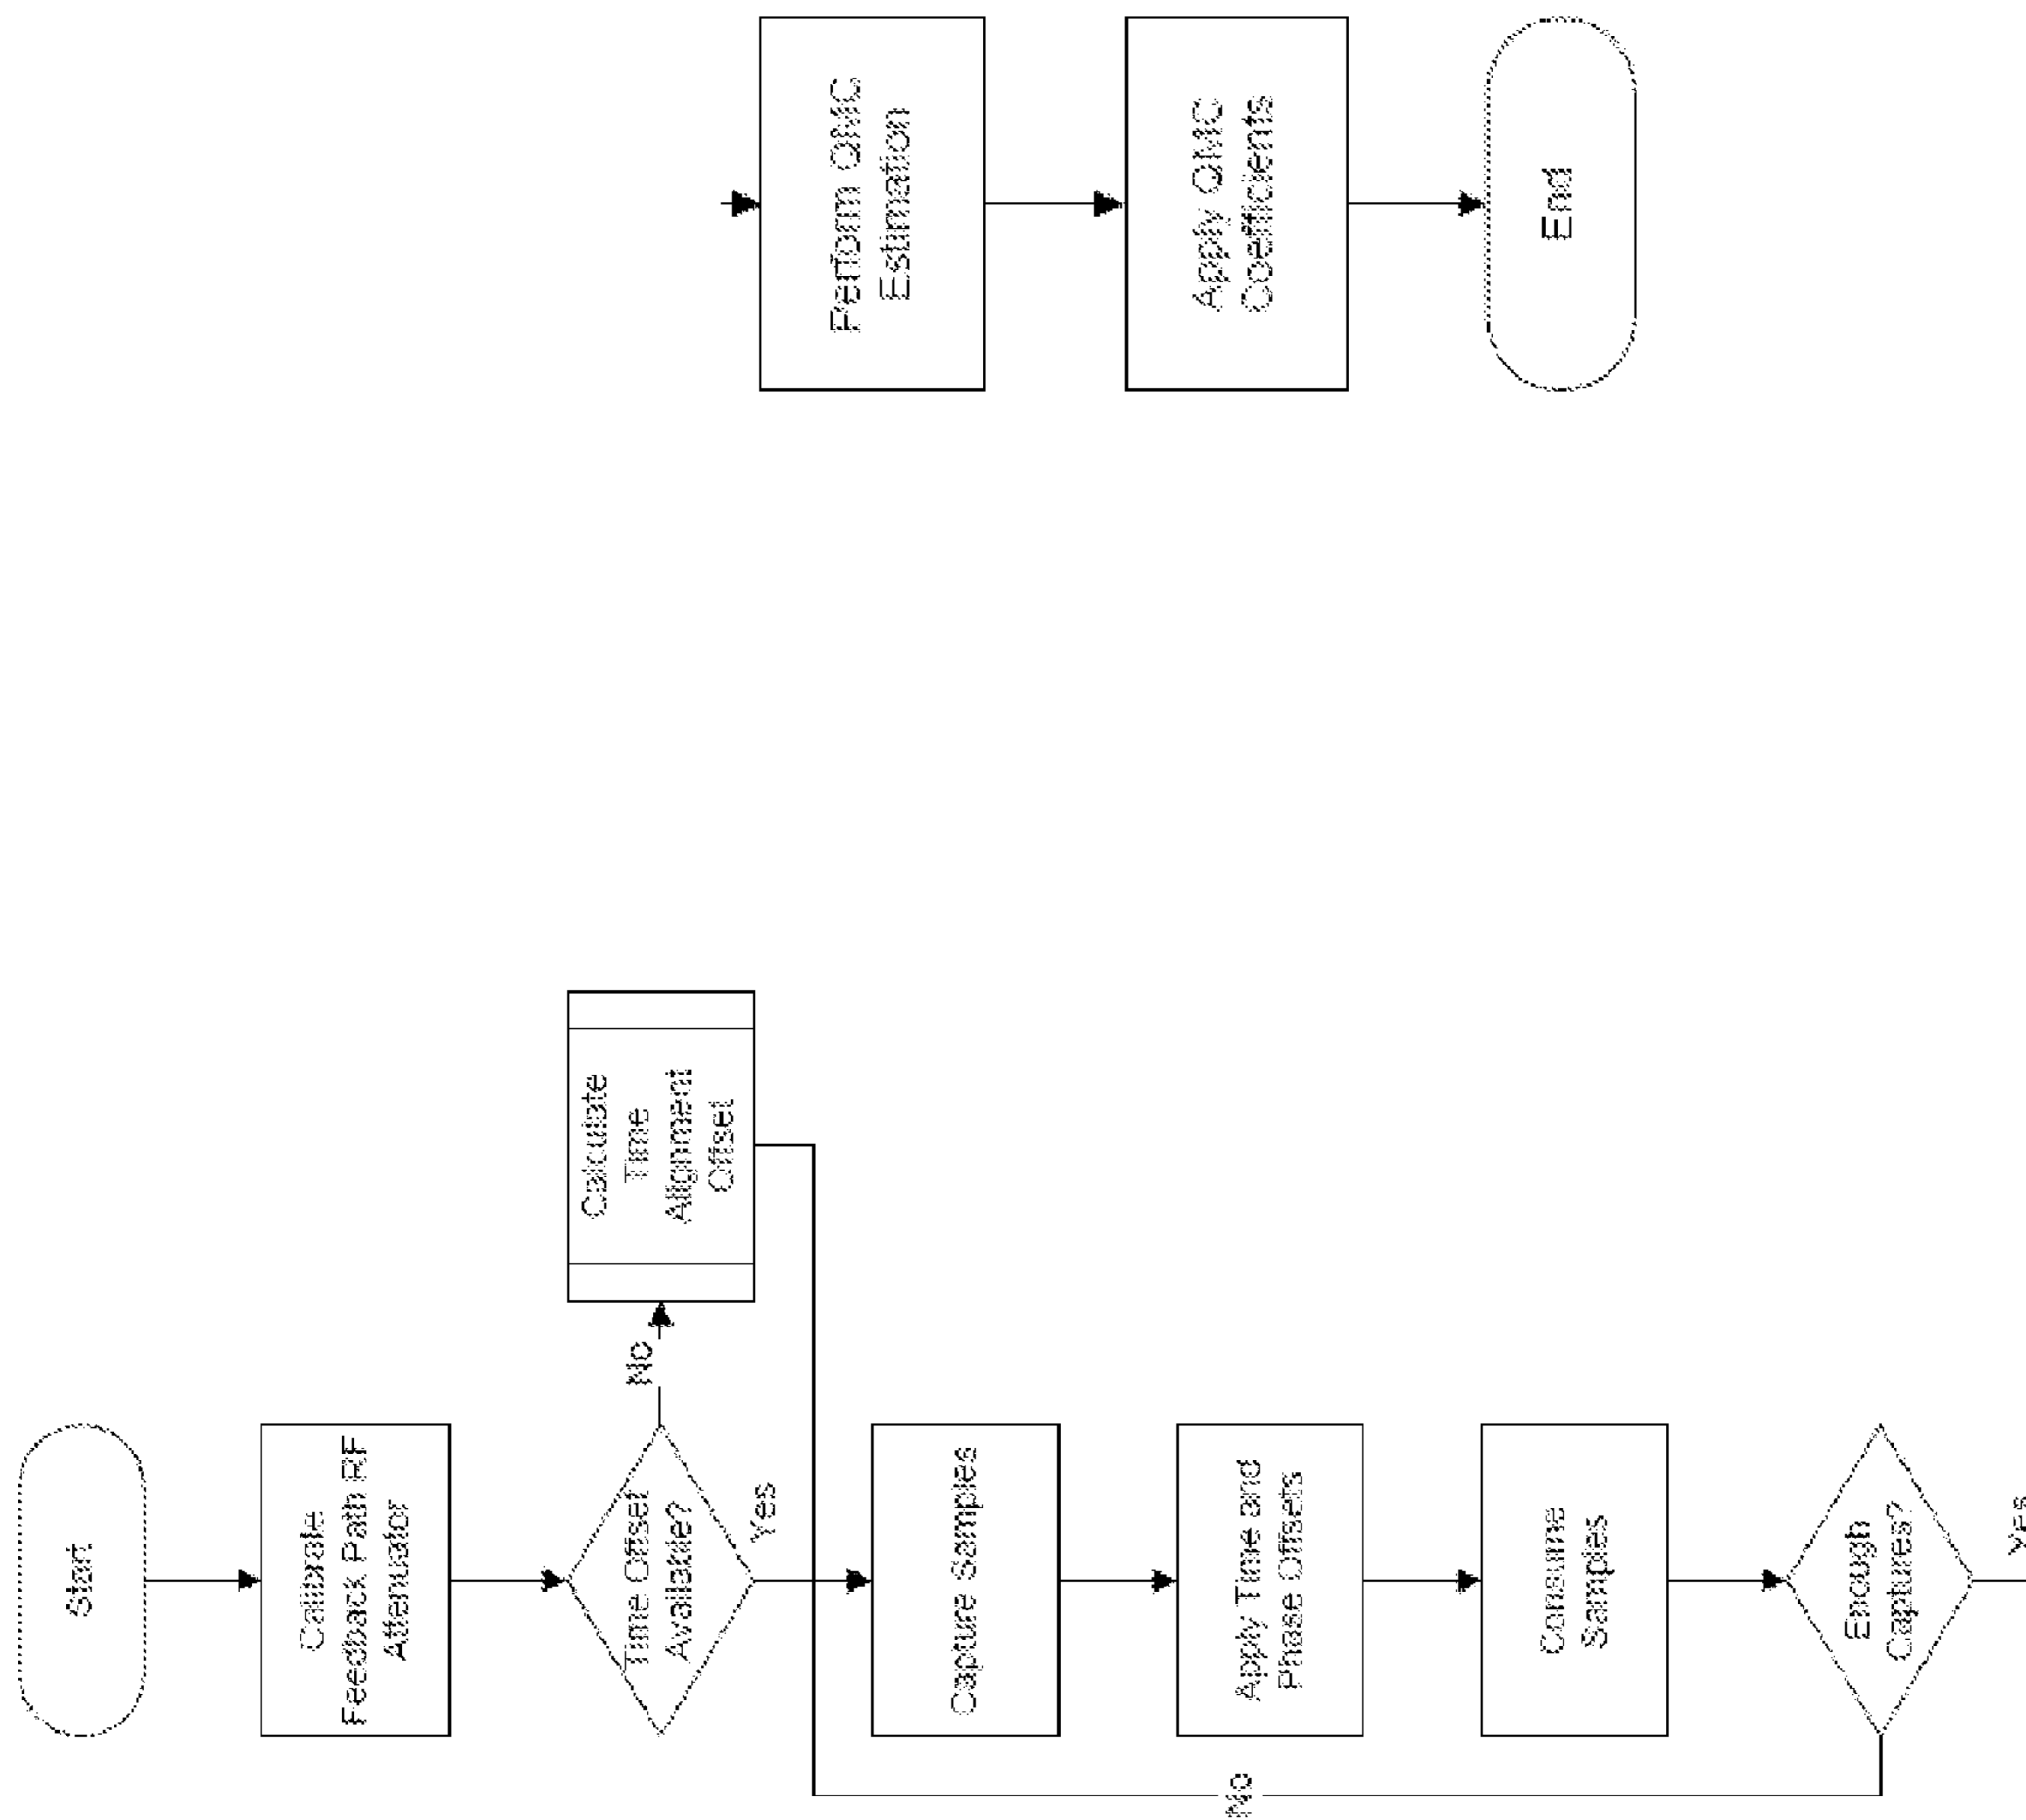 Start
Calibrate
Feedback Path RF
Attenuator
Time Offset
Available?
No
Calculate
Time
Alignment
Offset
Yes
Capture Samples
Apply Time and
Phase Offsets
Consume
Samples
Enough
Captures?
No
Yes
Perform QMC
Estimation
Apply QMC
Coefficients
End